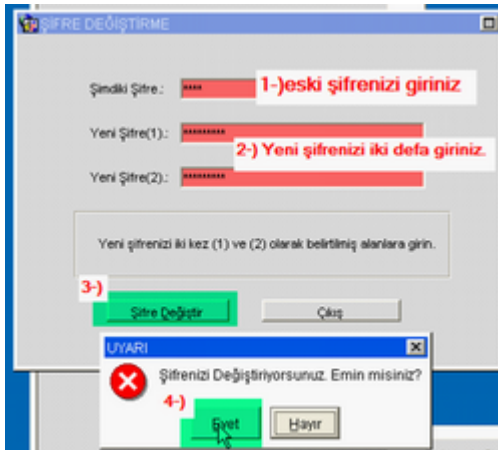 ŞİFRE DEĞİŞTİRME
Şimdiki Şifre.: ****
1-)eski şifrenizi giriniz
Yeni Şifre(1).: *********
2-) Yeni şifrenizi iki defa giriniz.
Yeni Şifre(2).: *********
Yeni şifrenizi iki kez (1) ve (2) olarak belirtilmiş alanlara girin.
3-)
Şifre Değiştir Çıkış
UYARI
Şifrenizi Değiştiriyorsunuz. Emin misiniz?
4-)
Evet Hayır